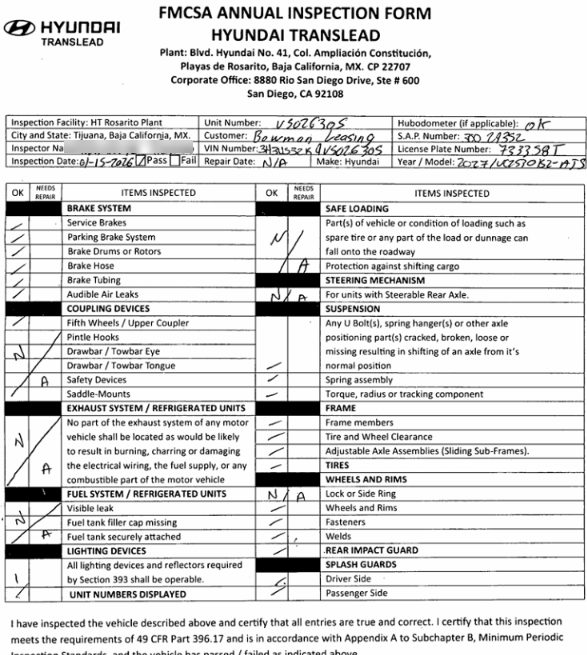 HYUNDAI
TRANSLEAD
FMCSA ANNUAL INSPECTION FORM
HYUNDAI TRANSLEAD
Plant: Blvd. Hyundai No. 41, Col. Ampliación Constitución,
Playas de Rosarito, Baja California, MX. CP 22707
Corporate Office: 8880 Rio San Diego Drive, Ste # 600
San Diego, CA 92108
Inspection Facility: HT Rosarito Plant Unit Number: VS026305 Hubodometer (if applicable): OK
City and State: Tijuana, Baja California, MX. Customer: Bowman Leasing S.A.P. Number: 
Inspector Na VIN Number: License Plate Number: 
Inspection Date: 01-15-2026 Pass Fail Repair Date: N/A Make: Hyundai Year / Model: 
OK NEEDS REPAIR ITEMS INSPECTED OK NEEDS REPAIR ITEMS INSPECTED
BRAKE SYSTEM
Service Brakes
Parking Brake System
Brake Drums or Rotors
Brake Hose
Brake Tubing
Audible Air Leaks
COUPLING DEVICES
Fifth Wheels / Upper Coupler
Pintle Hooks
N Drawbar / Towbar Eye
Drawbar / Towbar Tongue
A Safety Devices
Saddle-Mounts
EXHAUST SYSTEM / REFRIGERATED UNITS
No part of the exhaust system of any motor
vehicle shall be located as would be likely
N to result in burning, charring or damaging
A the electrical wiring, the fuel supply, or any
combustible part of the motor vehicle
FUEL SYSTEM / REFRIGERATED UNITS
Visible leak
N Fuel tank filler cap missing
A Fuel tank securely attached
LIGHTING DEVICES
All lighting devices and reflectors required
by Section 393 shall be operable.
UNIT NUMBERS DISPLAYED
SAFE LOADING
Part(s) of vehicle or condition of loading such as
N spare tire or any part of the load or dunnage can
fall onto the roadway
A Protection against shifting cargo
STEERING MECHANISM
N/A For units with Steerable Rear Axle.
SUSPENSION
Any U Bolt(s), spring hanger(s) or other axle
positioning part(s) cracked, broken, loose or
missing resulting in shifting of an axle from it's
normal position
Spring assembly
Torque, radius or tracking component
FRAME
Frame members
Tire and Wheel Clearance
Adjustable Axle Assemblies (Sliding Sub-Frames).
TIRES
WHEELS AND RIMS
N/A Lock or Side Ring
Wheels and Rims
Fasteners
Welds
REAR IMPACT GUARD
SPLASH GUARDS
Driver Side
Passenger Side
I have inspected the vehicle described above and certify that all entries are true and correct. I certify that this inspection
meets the requirements of 49 CFR Part 396.17 and is in accordance with Appendix A to Subchapter B, Minimum Periodic
Inspection Standards, and the vehicle has passed / failed as indicated above.